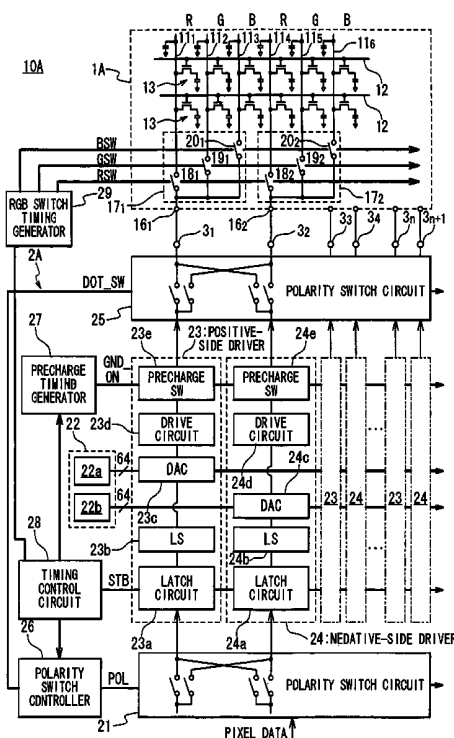 R G B R G B
10A
1A
11₁ 11₂ 11₃ 11₄ 11₅ 11₆
12
13
12
13
20₁ 20₂
BSW
19₁ 19₂
GSW
18₁ 18₂
RSW
29
RGB SWITCH TIMING GENERATOR
17₁ 17₂
16₁ 16₂
3₁ 3₂ 3₃ 3₄ 3n 3n+1
2A
DOT_SW
POLARITY SWITCH CIRCUIT
25
27
23e 23:POSITIVE-SIDE DRIVER
24e
PRECHARGE TIMINB GENERATOR
GND_ON
PRECHARGE SW PRECHARGE SW
23d
DRIVE CIRCUIT DRIVE CIRCUIT
22
24d 24c
22a 64 DAC
22b 64 DAC
23c
23 24 ... 23 24
28
23b LS LS
24b
TIMING CONTROL CIRCUIT
STB
LATCH CIRCUIT LATCH CIRCUIT
26
23a 24a 24:NEDATIVE-SIDE DRIVER
POLARITY SWITCH CONTROLLER
POL
POLARITY SWITCH CIRCUIT
21
PIXEL DATA